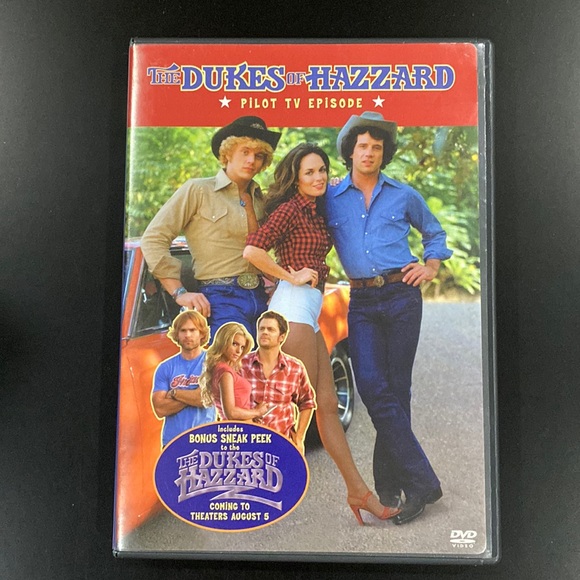 THE DUKES OF HAZZARD
★ PILOT TV EPISODE ★
Includes
BONUS SNEAK PEEK
to the
THE DUKES OF
HAZZARD
COMING TO
THEATERS AUGUST 5
DVD
VIDEO